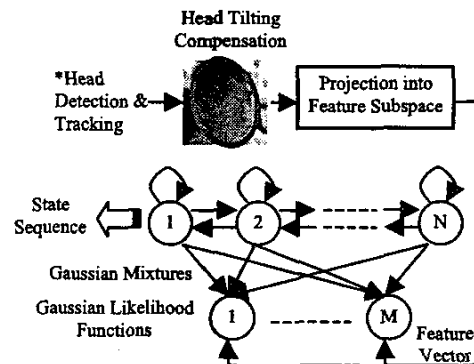 Head Tilting
Compensation
*Head
Detection &
Tracking
Projection into
Feature Subspace
State
Sequence
1
2
N
Gaussian Mixtures
Gaussian Likelihood
Functions
1
M
Feature
Vector